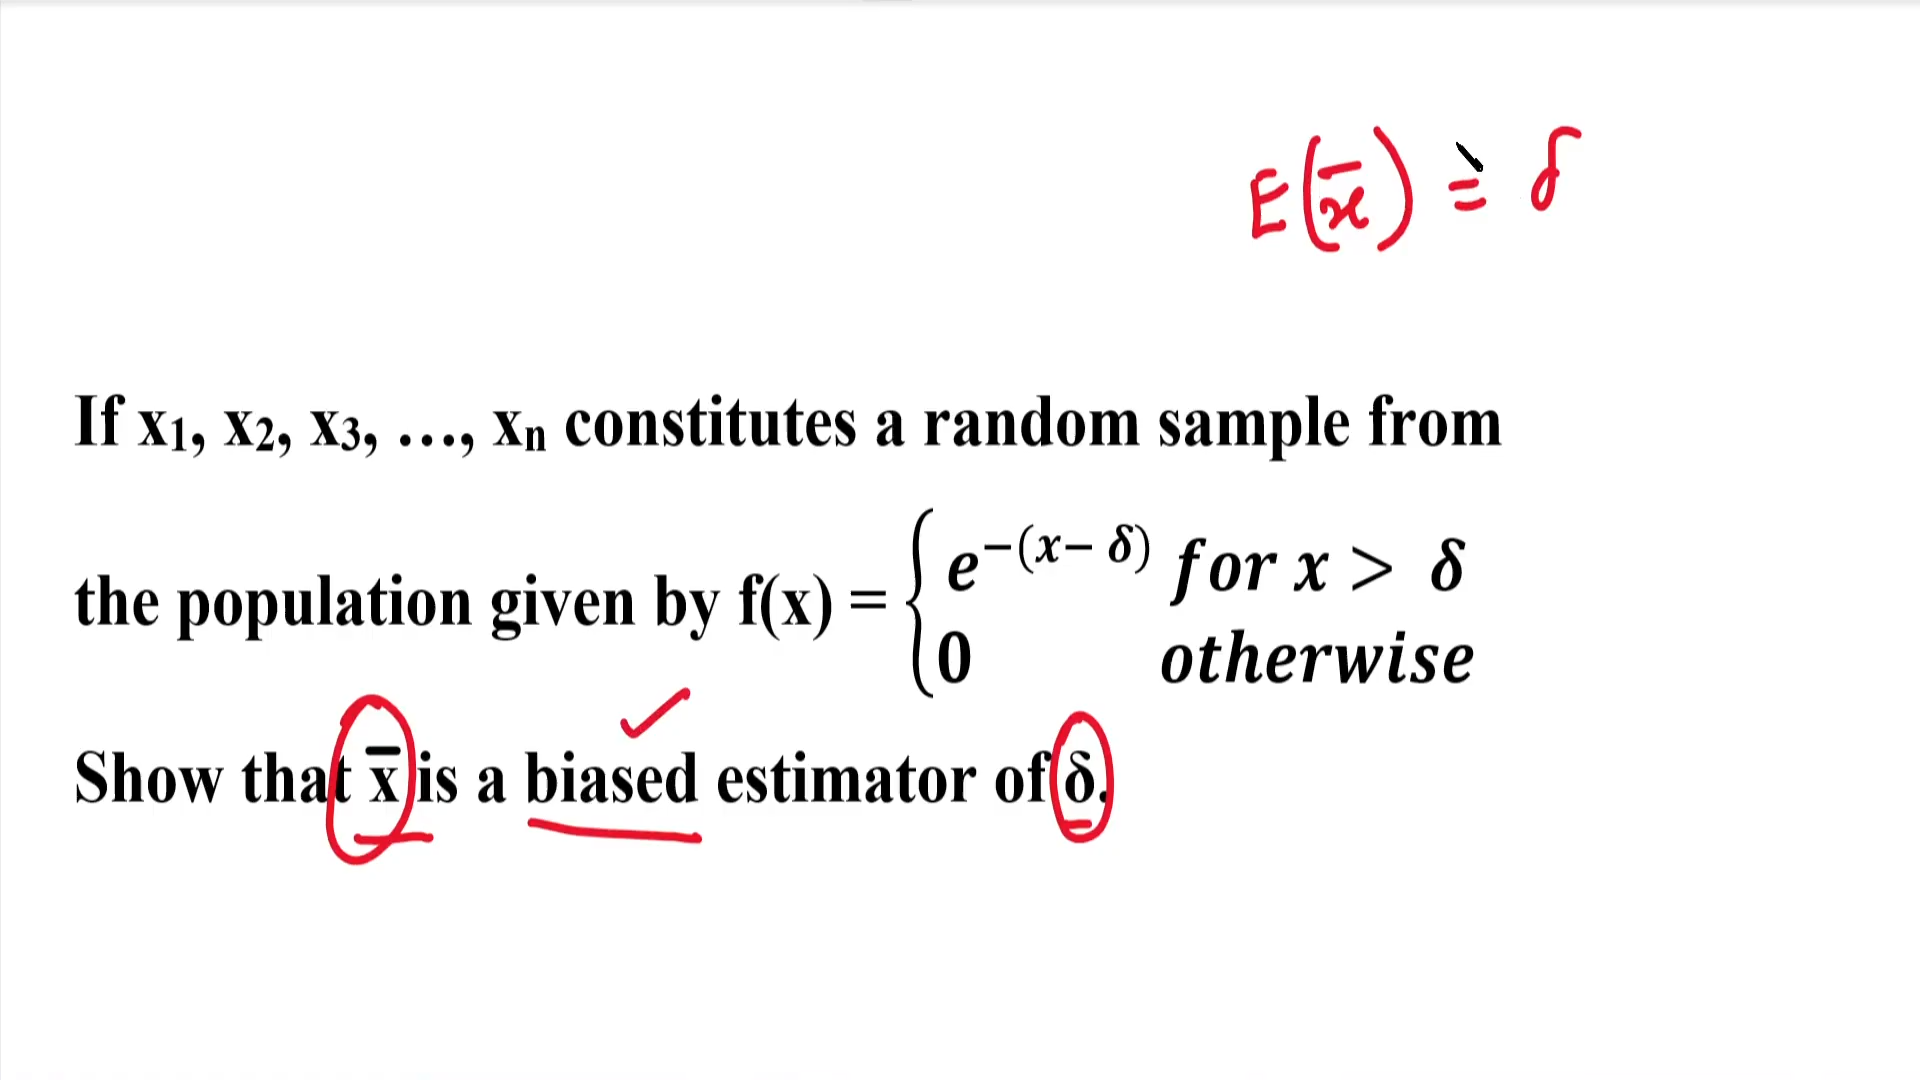 E(x̄) = δ
If x₁, x₂, x₃, …, xₙ constitutes a random sample from
the population given by f(x) = { e^{−(x− δ)} for x > δ
0 otherwise
Show that x̄ is a biased estimator of δ.